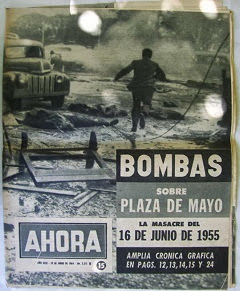 BOMBAS
SOBRE
PLAZA DE MAYO
LA MASACRE DEL
16 DE JUNIO DE 1955
AMPLIA CRONICA GRAFICA
EN PAGS. 12,13,14,15 Y 24
AHORA
15